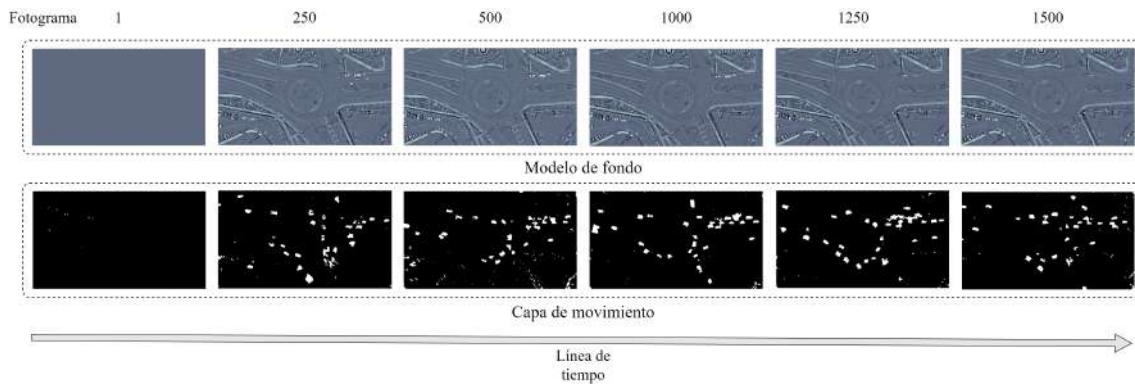 Fotograma 1 250 500 1000 1250 1500
Modelo de fondo
Capa de movimiento
Línea de
tiempo